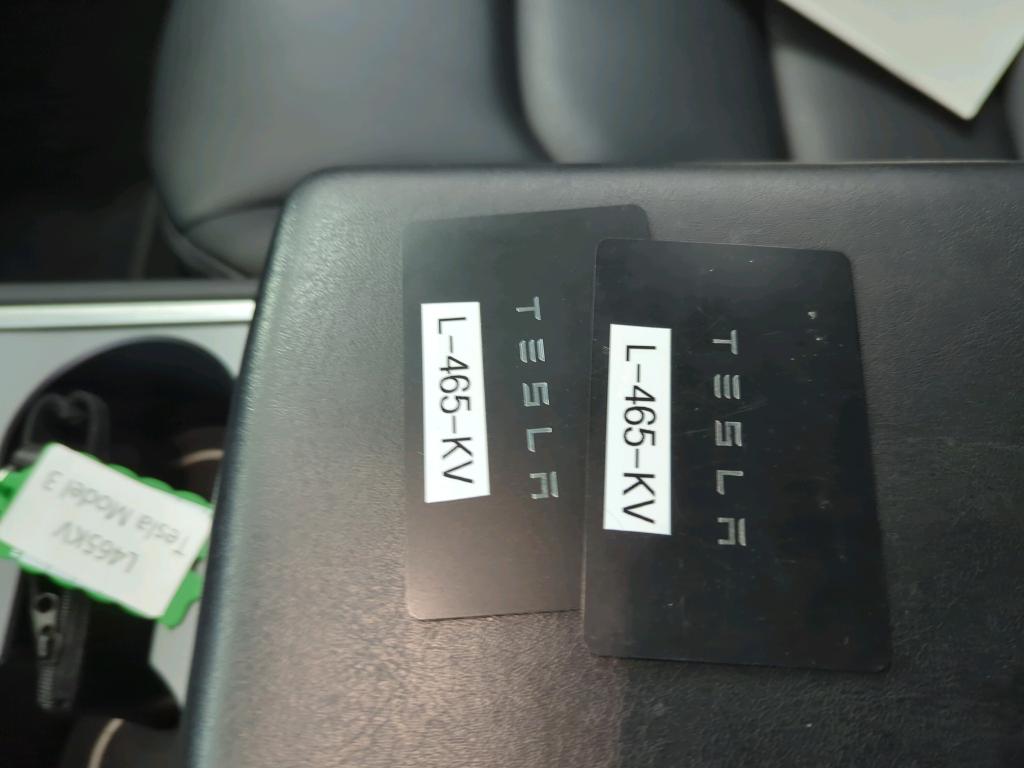 TESLA
L-465-KV
TESLA
L-465-KV
L465KV
Tesla Model 3